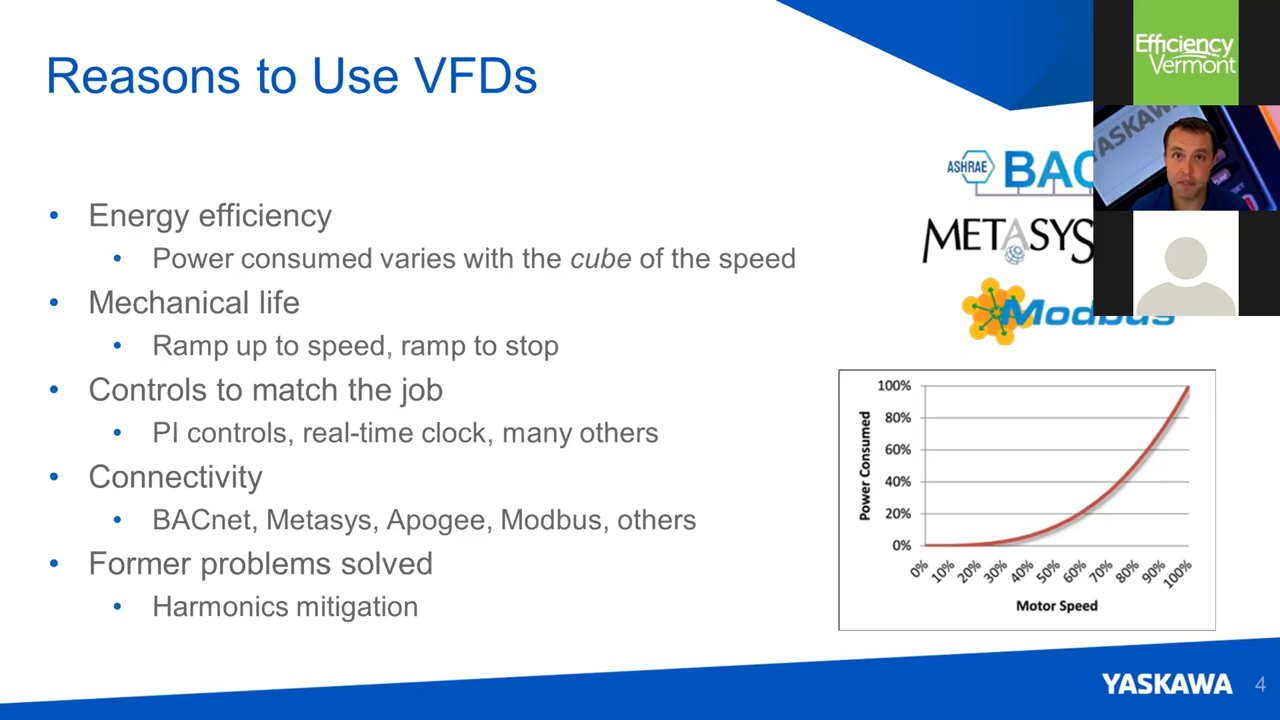 Reasons to Use VFDs
Efficiency
Vermont
YASKAWA
• Energy efficiency
• Power consumed varies with the cube of the speed
• Mechanical life
• Ramp up to speed, ramp to stop
• Controls to match the job
• PI controls, real-time clock, many others
• Connectivity
• BACnet, Metasys, Apogee, Modbus, others
• Former problems solved
• Harmonics mitigation
ASHRAE BAC
METASYS
Modbus
100%
80%
60%
40%
20%
0%
Power Consumed
0% 10% 20% 30% 40% 50% 60% 70% 80% 90% 100%
Motor Speed
YASKAWA 4